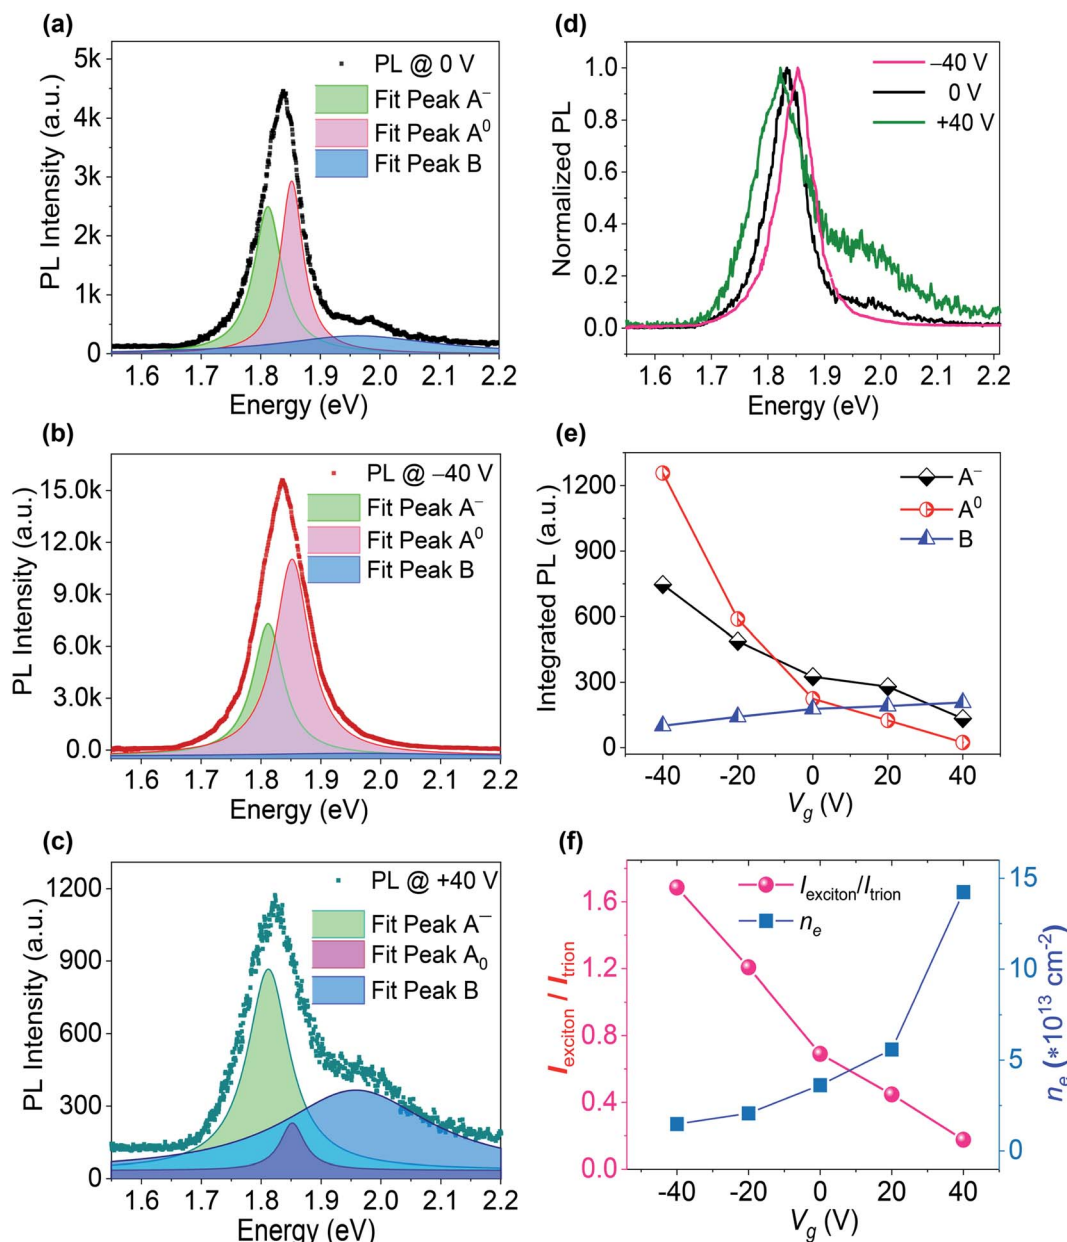 (a)
5k
4k
3k
2k
1k
0
PL Intensity (a.u.)
PL @ 0 V
Fit Peak A⁻
Fit Peak A⁰
Fit Peak B
1.6 1.7 1.8 1.9 2.0 2.1 2.2
Energy (eV)
(d)
1.0
0.8
0.6
0.4
0.2
0.0
Normalized PL
−40 V
0 V
+40 V
1.6 1.7 1.8 1.9 2.0 2.1 2.2
Energy (eV)
(b)
15.0k
12.0k
9.0k
6.0k
3.0k
0.0
PL Intensity (a.u.)
PL @ −40 V
Fit Peak A⁻
Fit Peak A⁰
Fit Peak B
1.6 1.7 1.8 1.9 2.0 2.1 2.2
Energy (eV)
(e)
1200
900
600
300
0
Integrated PL (a.u.)
A⁻
A⁰
B
-40 -20 0 20 40
V_g (V)
(c)
1200
900
600
300
0
PL Intensity (a.u.)
PL @ +40 V
Fit Peak A⁻
Fit Peak A₀
Fit Peak B
1.6 1.7 1.8 1.9 2.0 2.1 2.2
Energy (eV)
(f)
1.6
1.2
0.8
0.4
0.0
I_exciton / I_trion
I_exciton/I_trion
n_e
15
10
5
0
n_e (*10¹³ cm⁻²)
-40 -20 0 20 40
V_g (V)